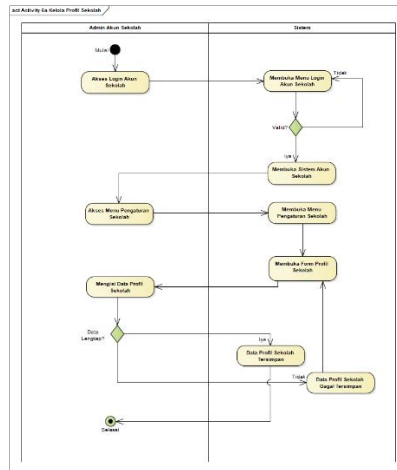 act Activity 6a Kelola Profil Sekolah
Admin Akun Sekolah
Sistem
Mulai
Akses Login Akun
Sekolah
Membuka Menu Login
Akun Sekolah
Tidak
Valid?
Iya
Membuka Sistem Akun
Sekolah
Akses Menu Pengaturan
Sekolah
Membuka Menu
Pengaturan Sekolah
Membuka Form Profil
Sekolah
Mengisi Data Profil
Sekolah
Data
Lengkap?
Iya
Data Profil Sekolah
Tersimpan
Tidak
Data Profil Sekolah
Gagal Tersimpan
Selesai